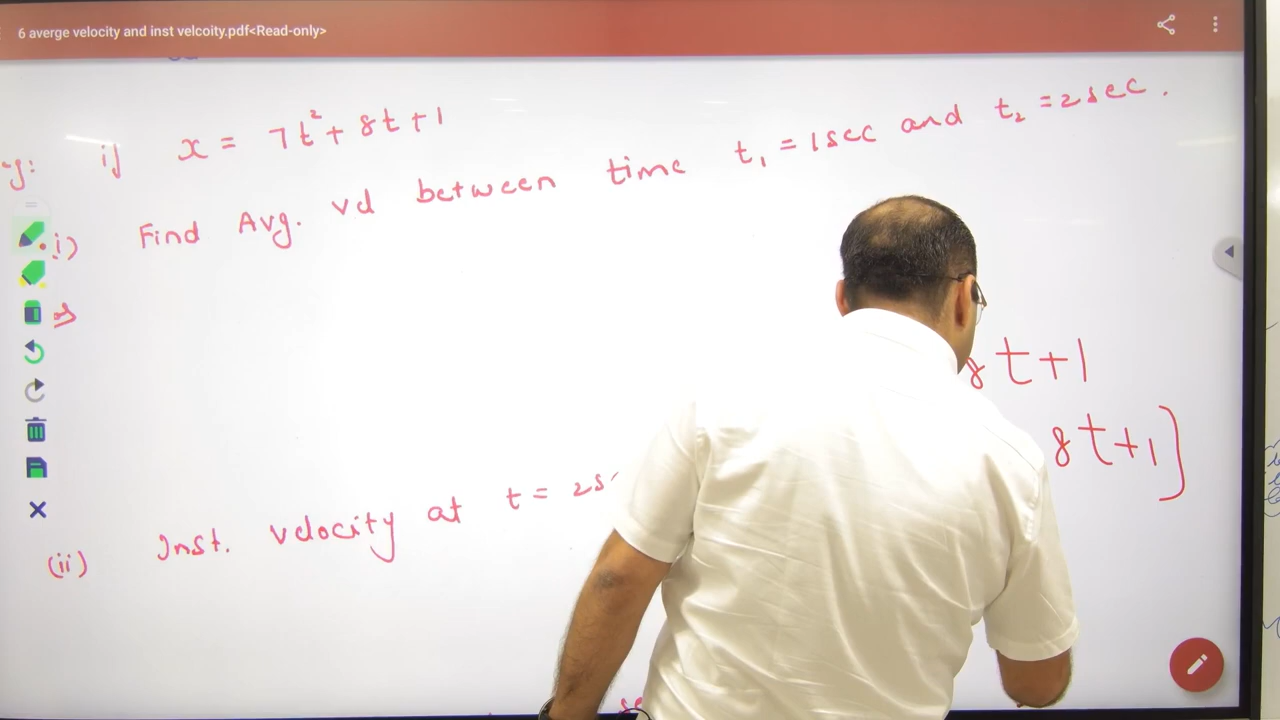 6 averge velocity and inst velcoity.pdf<Read-only>
if x = 7t²+8t+1
i) Find Avg. vel between time t₁ = 1sec and t₂ = 2sec.
8t+1
8t+1]
(ii) Inst. velocity at t = 2s